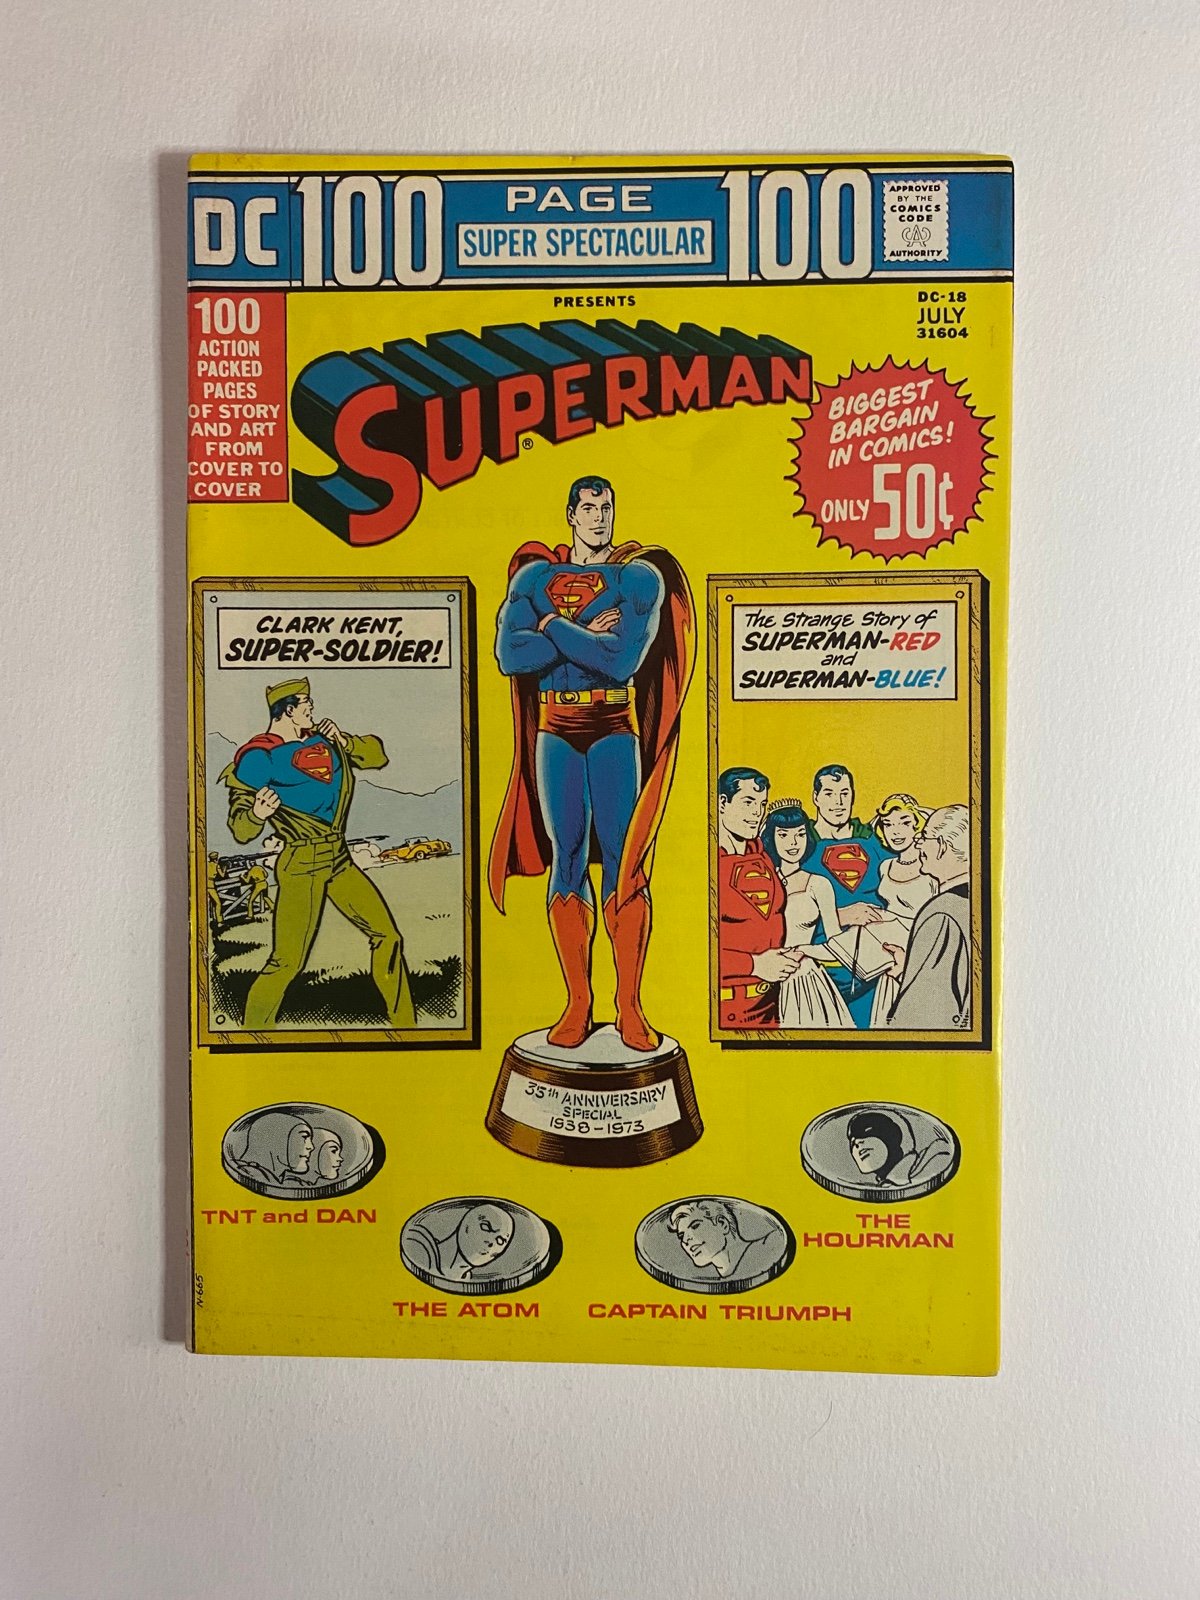 DC 100 PAGE 100
SUPER SPECTACULAR
APPROVED
BY THE
COMICS
CODE
CA
AUTHORITY
PRESENTS
DC-18
JULY
31604
100
ACTION
PACKED
PAGES
OF STORY
AND ART
FROM
COVER TO
COVER
SUPERMAN
®
BIGGEST
BARGAIN
IN COMICS!
ONLY 50¢
CLARK KENT,
SUPER-SOLDIER!
The Strange Story of
SUPERMAN-RED
and
SUPERMAN-BLUE!
S
S
S
S
35th ANNIVERSARY
SPECIAL
1938-1973
TNT and DAN
THE ATOM
CAPTAIN TRIUMPH
THE
HOURMAN
N-665